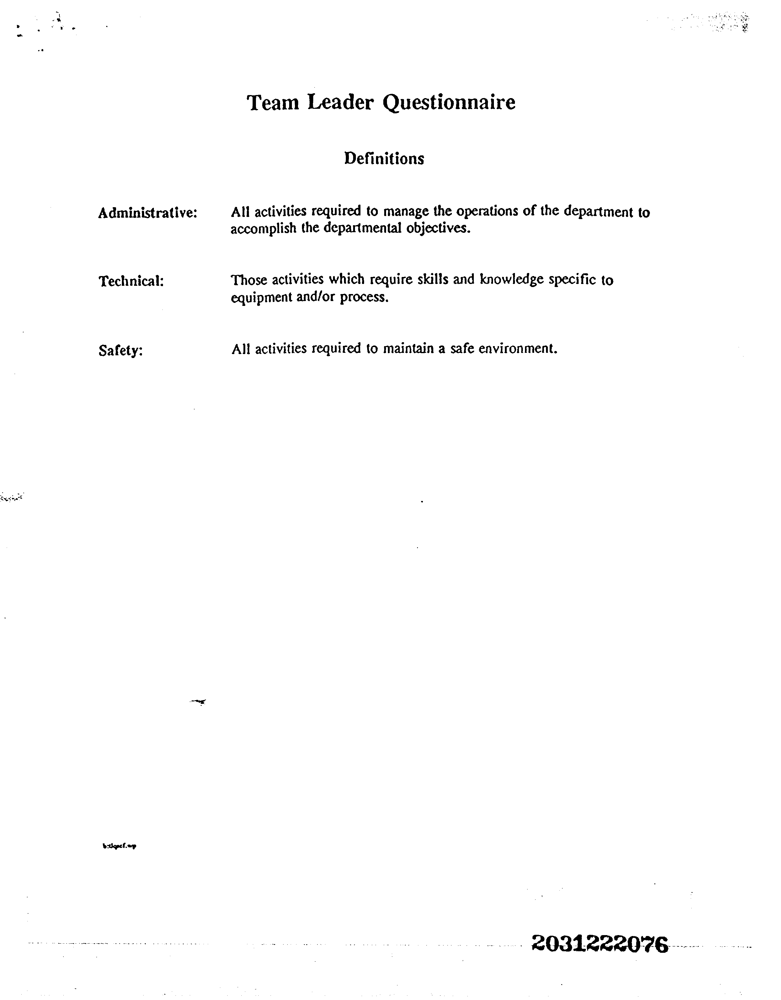 Team Leader Questionnaire
Definitions
Administrative: All activities required to manage the operations of the department to
accomplish the departmental objectives.
Technical: Those activities which require skills and knowledge specific to
equipment and/or process.
Safety: All activities required to maintain a safe environment.
2031222076